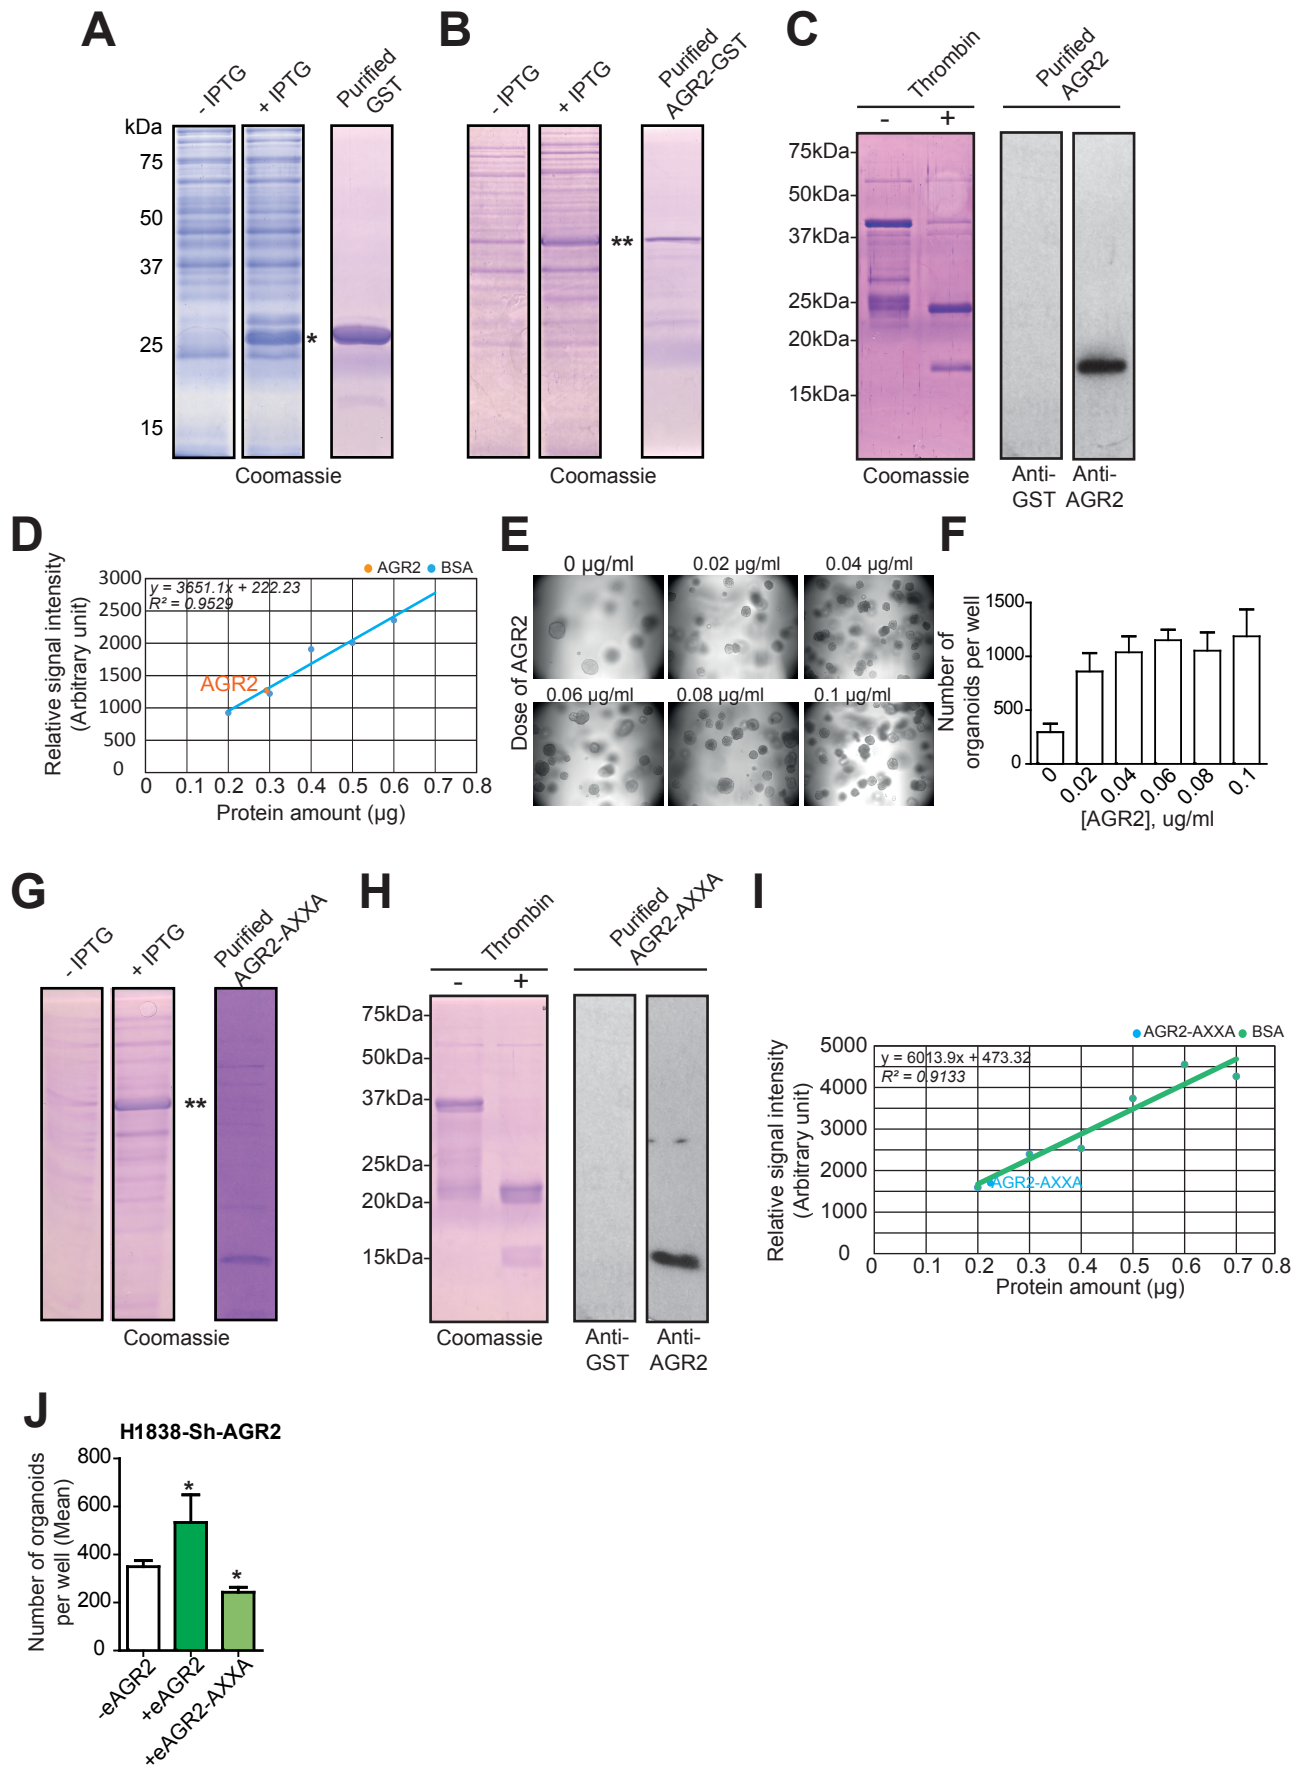 A
- IPTG
+ IPTG
Purified
GST
kDa
75
50
37
25
15
*
Coomassie
B
- IPTG
+ IPTG
Purified
AGR2-GST
**
Coomassie
C
Thrombin
- +
Purified
AGR2
75kDa-
50kDa-
37kDa-
25kDa-
20kDa-
15kDa-
Coomassie
Anti-
GST
Anti-
AGR2
D
AGR2 BSA
y = 3651.1x + 222.23
R² = 0.9529
Relative signal intensity
(Arbitrary unit)
3000
2500
2000
1500
1000
500
0
AGR2
0 0.1 0.2 0.3 0.4 0.5 0.6 0.7 0.8
Protein amount (µg)
E
Dose of AGR2
0 µg/ml
0.02 µg/ml
0.04 µg/ml
0.06 µg/ml
0.08 µg/ml
0.1 µg/ml
F
Number of
organoids per well
1500
1000
500
0
0
0.02
0.04
0.06
0.08
0.1
[AGR2], ug/ml
G
- IPTG
+ IPTG
Purified
AGR2-AXXA
**
Coomassie
H
Thrombin
- +
Purified
AGR2-AXXA
75kDa-
50kDa-
37kDa-
25kDa-
20kDa-
15kDa-
Coomassie
Anti-
GST
Anti-
AGR2
I
AGR2-AXXA BSA
y = 6013.9x + 473.32
R² = 0.9133
Relative signal intensity
(Arbitrary unit)
5000
4000
3000
2000
1000
0
AGR2-AXXA
0 0.1 0.2 0.3 0.4 0.5 0.6 0.7 0.8
Protein amount (µg)
J
H1838-Sh-AGR2
Number of organoids
per well (Mean)
800
600
400
200
0
*
*
-eAGR2
+eAGR2
+eAGR2-AXXA